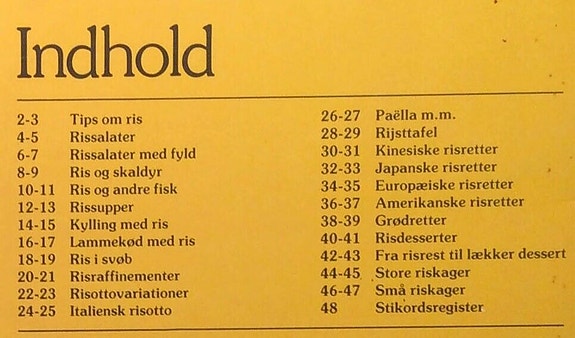 Indhold
2-3 Tips om ris
4-5 Rissalater
6-7 Rissalater med fyld
8-9 Ris og skaldyr
10-11 Ris og andre fisk
12-13 Rissupper
14-15 Kylling med ris
16-17 Lammekød med ris
18-19 Ris i svøb
20-21 Risraffinementer
22-23 Risottovariationer
24-25 Italiensk risotto
26-27 Paëlla m.m.
28-29 Rijsttafel
30-31 Kinesiske risretter
32-33 Japanske risretter
34-35 Europæiske risretter
36-37 Amerikanske risretter
38-39 Grødretter
40-41 Risdesserter
42-43 Fra risrest til lækker dessert
44-45 Store riskager
46-47 Små riskager
48 Stikordsregister